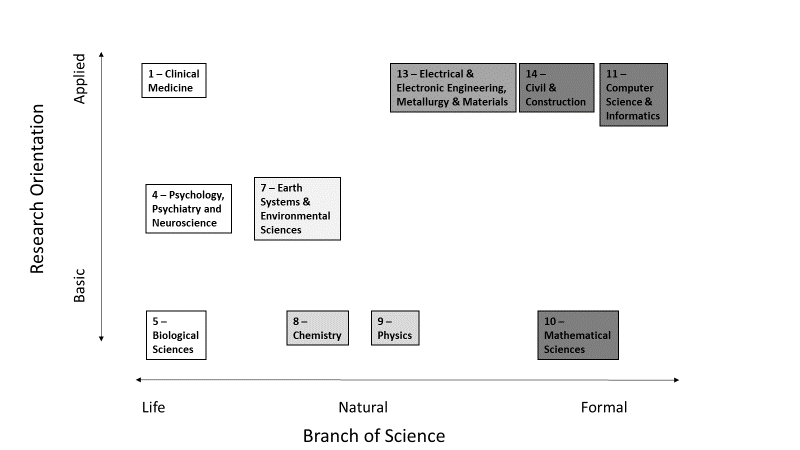 Research Orientation
Applied
Basic
1 – Clinical
Medicine
13 – Electrical &
Electronic Engineering,
Metallurgy & Materials
14 –
Civil &
Construction
11 –
Computer
Science &
Informatics
4 – Psychology,
Psychiatry and
Neuroscience
7 – Earth
Systems &
Environmental
Sciences
5 –
Biological
Sciences
8 –
Chemistry
9 –
Physics
10 –
Mathematical
Sciences
Life
Natural
Formal
Branch of Science